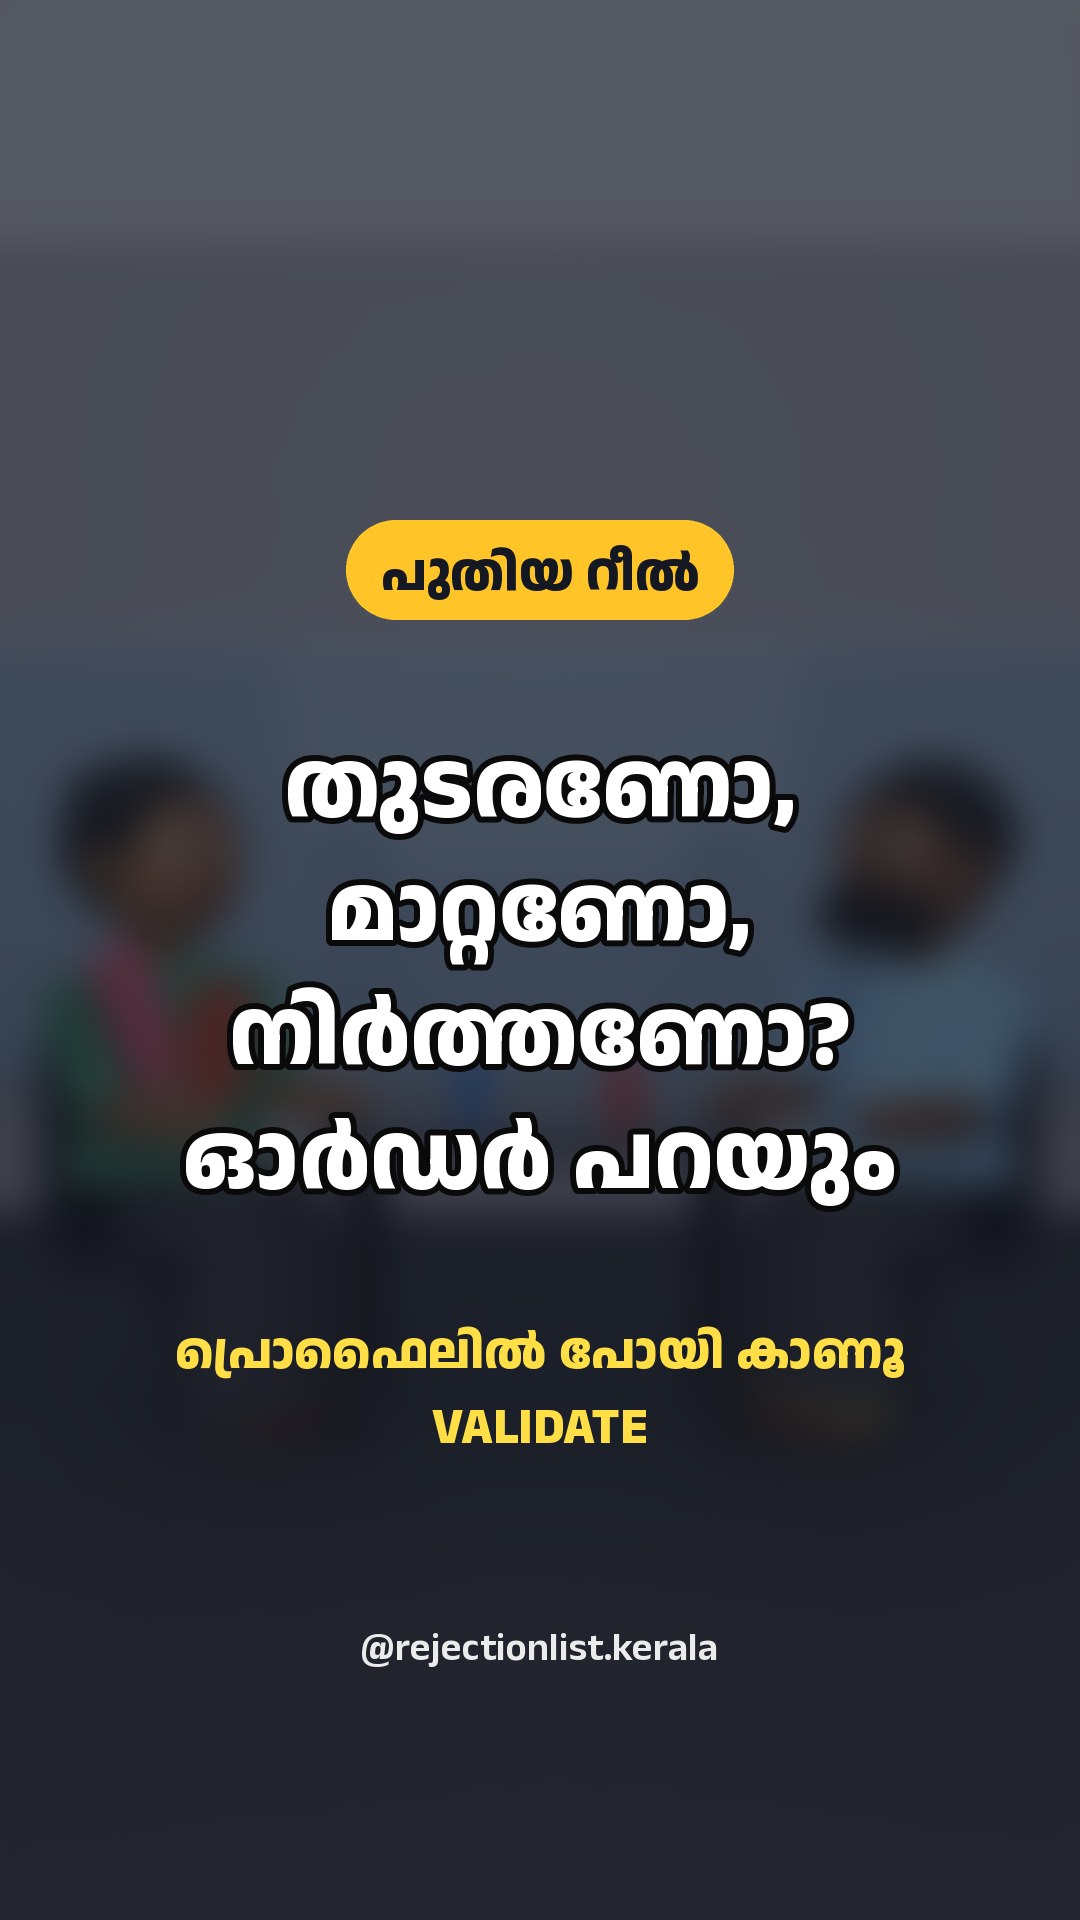 പുതിയ റീൽ
തുടരണോ,
മാറ്റണോ,
നിർത്തണോ?
ഓർഡർ പറയും
പ്രൊഫൈലിൽ പോയി കാണൂ
VALIDATE
@rejectionlist.kerala